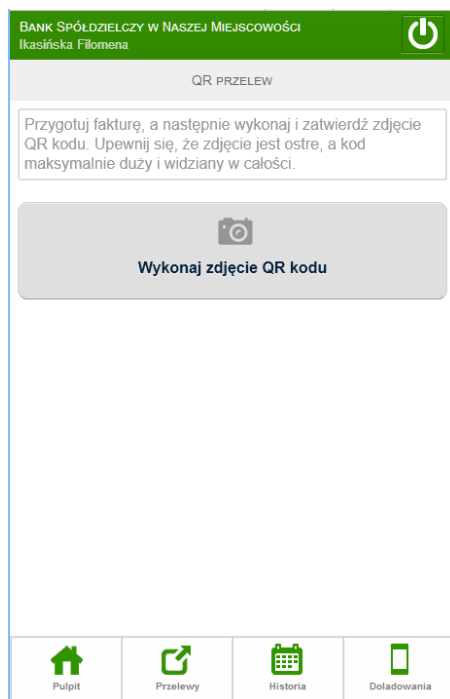 Bank Spółdzielczy w Naszej Miejscowości
Ikasińska Filomena
QR przelew
Przygotuj fakturę, a następnie wykonaj i zatwierdź zdjęcie
QR kodu. Upewnij się, że zdjęcie jest ostre, a kod
maksymalnie duży i widziany w całości.
Wykonaj zdjęcie QR kodu
Pulpit
Przelewy
Historia
Doladowania